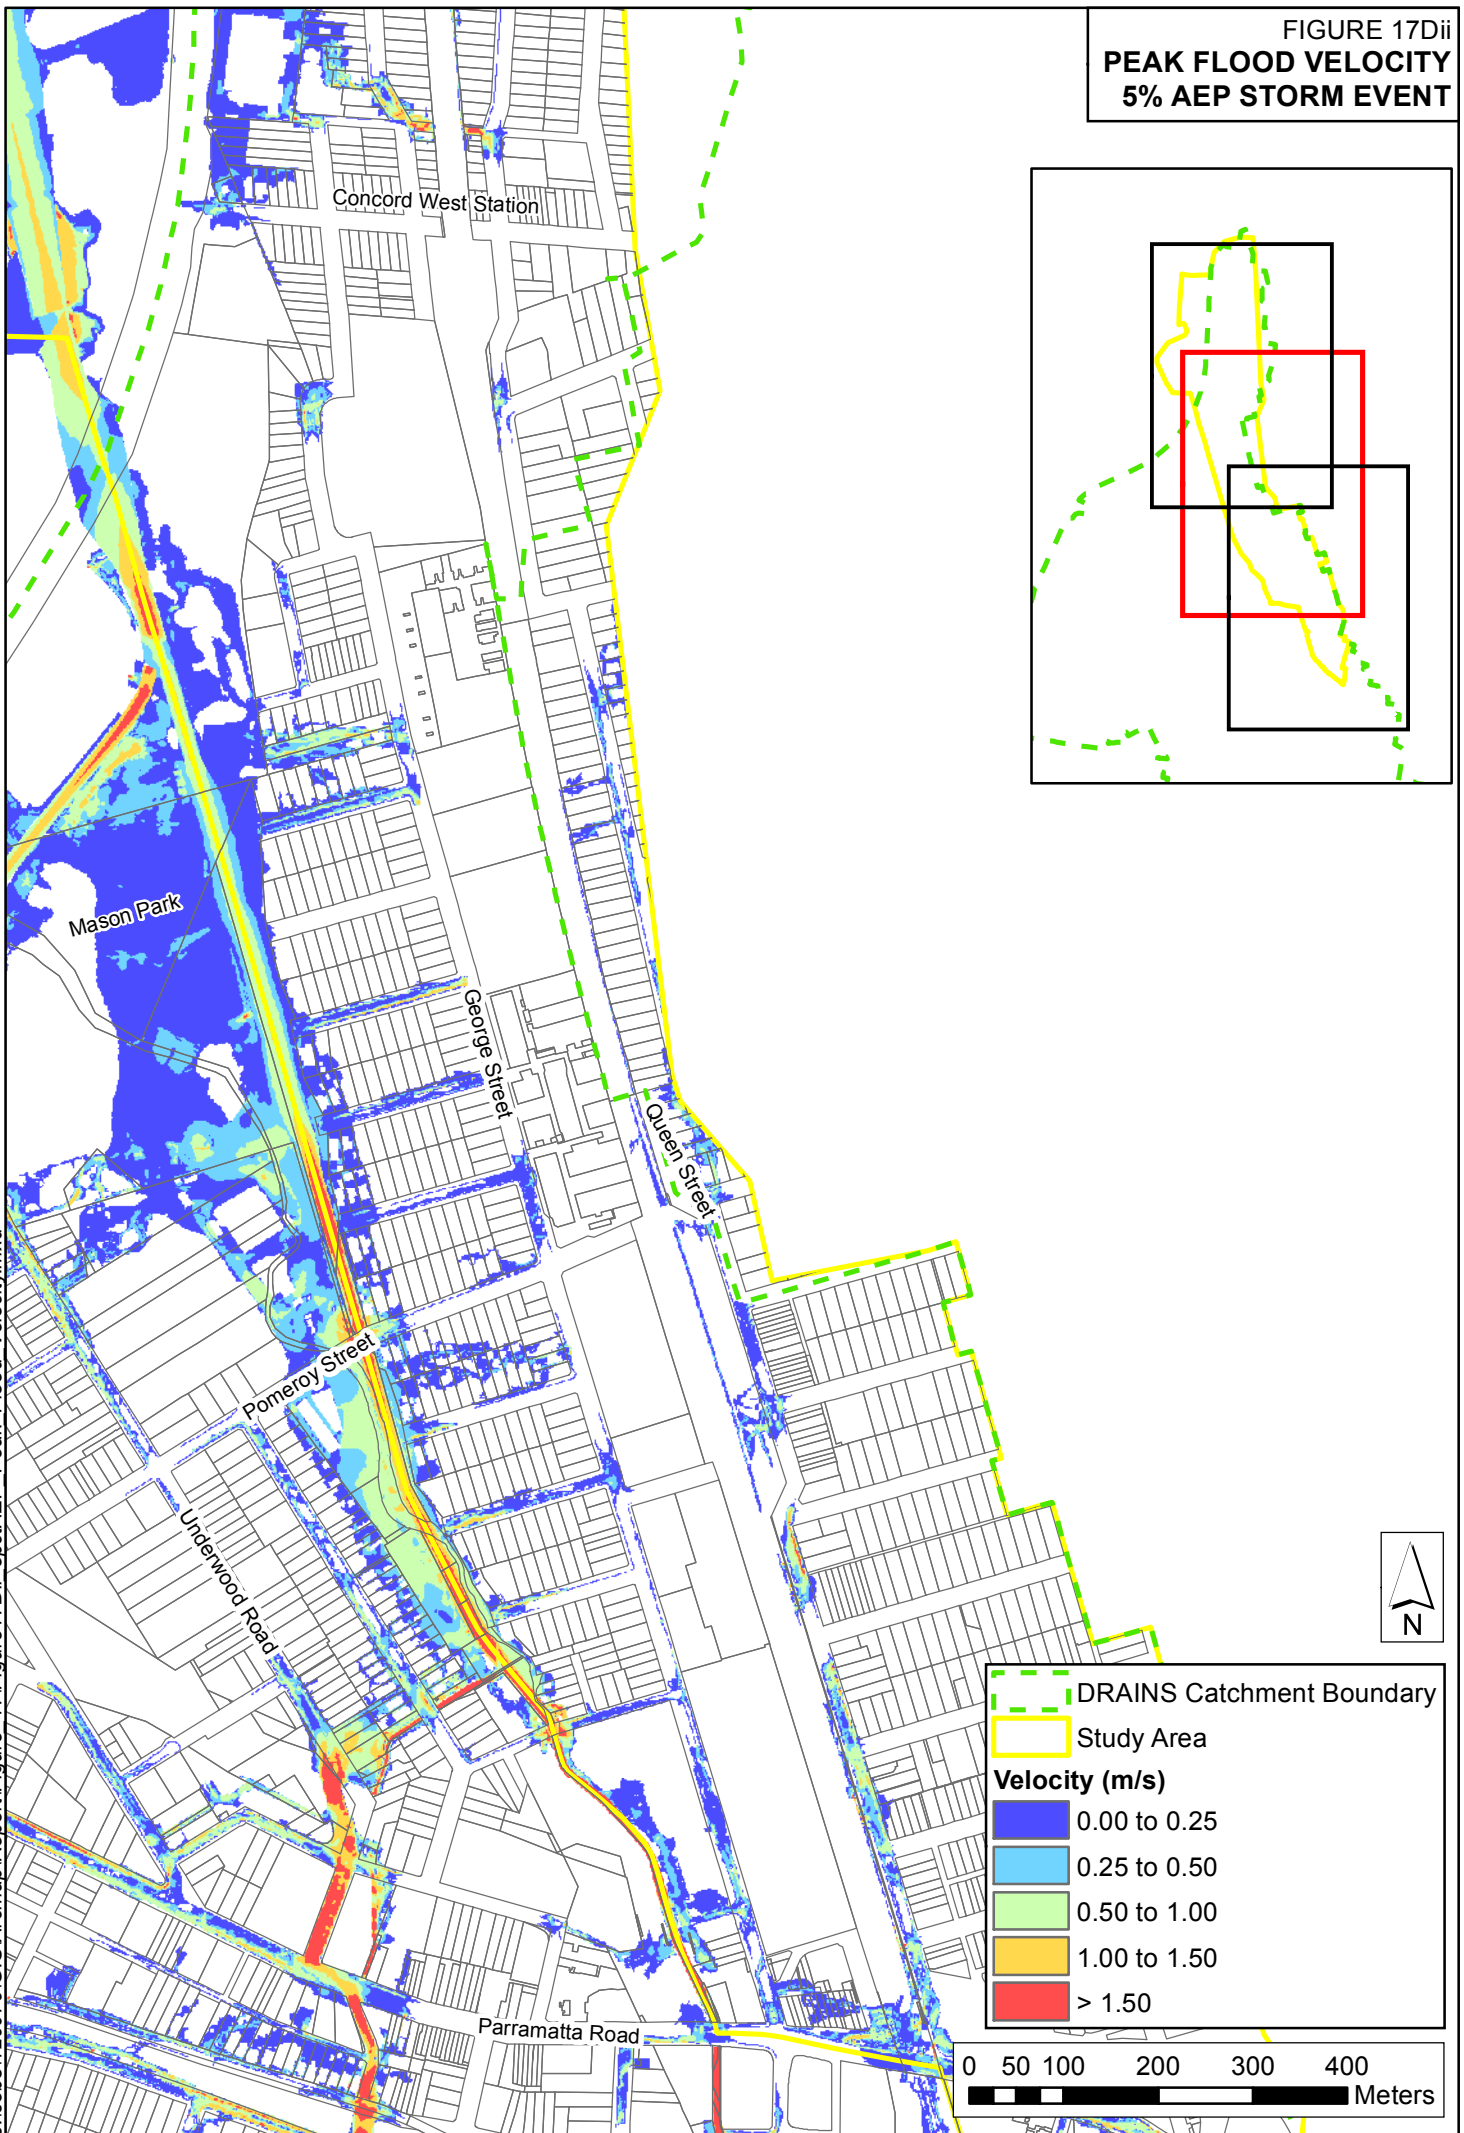 FIGURE 17Dii
PEAK FLOOD VELOCITY
5% AEP STORM EVENT
Concord West Station
Mason Park
George Street
Queen Street
Pomeroy Street
Underwood Road
Parramatta Road
N
DRAINS Catchment Boundary
Study Area
Velocity (m/s)
0.00 to 0.25
0.25 to 0.50
0.50 to 1.00
1.00 to 1.50
> 1.50
0 50 100 200 300 400
Meters